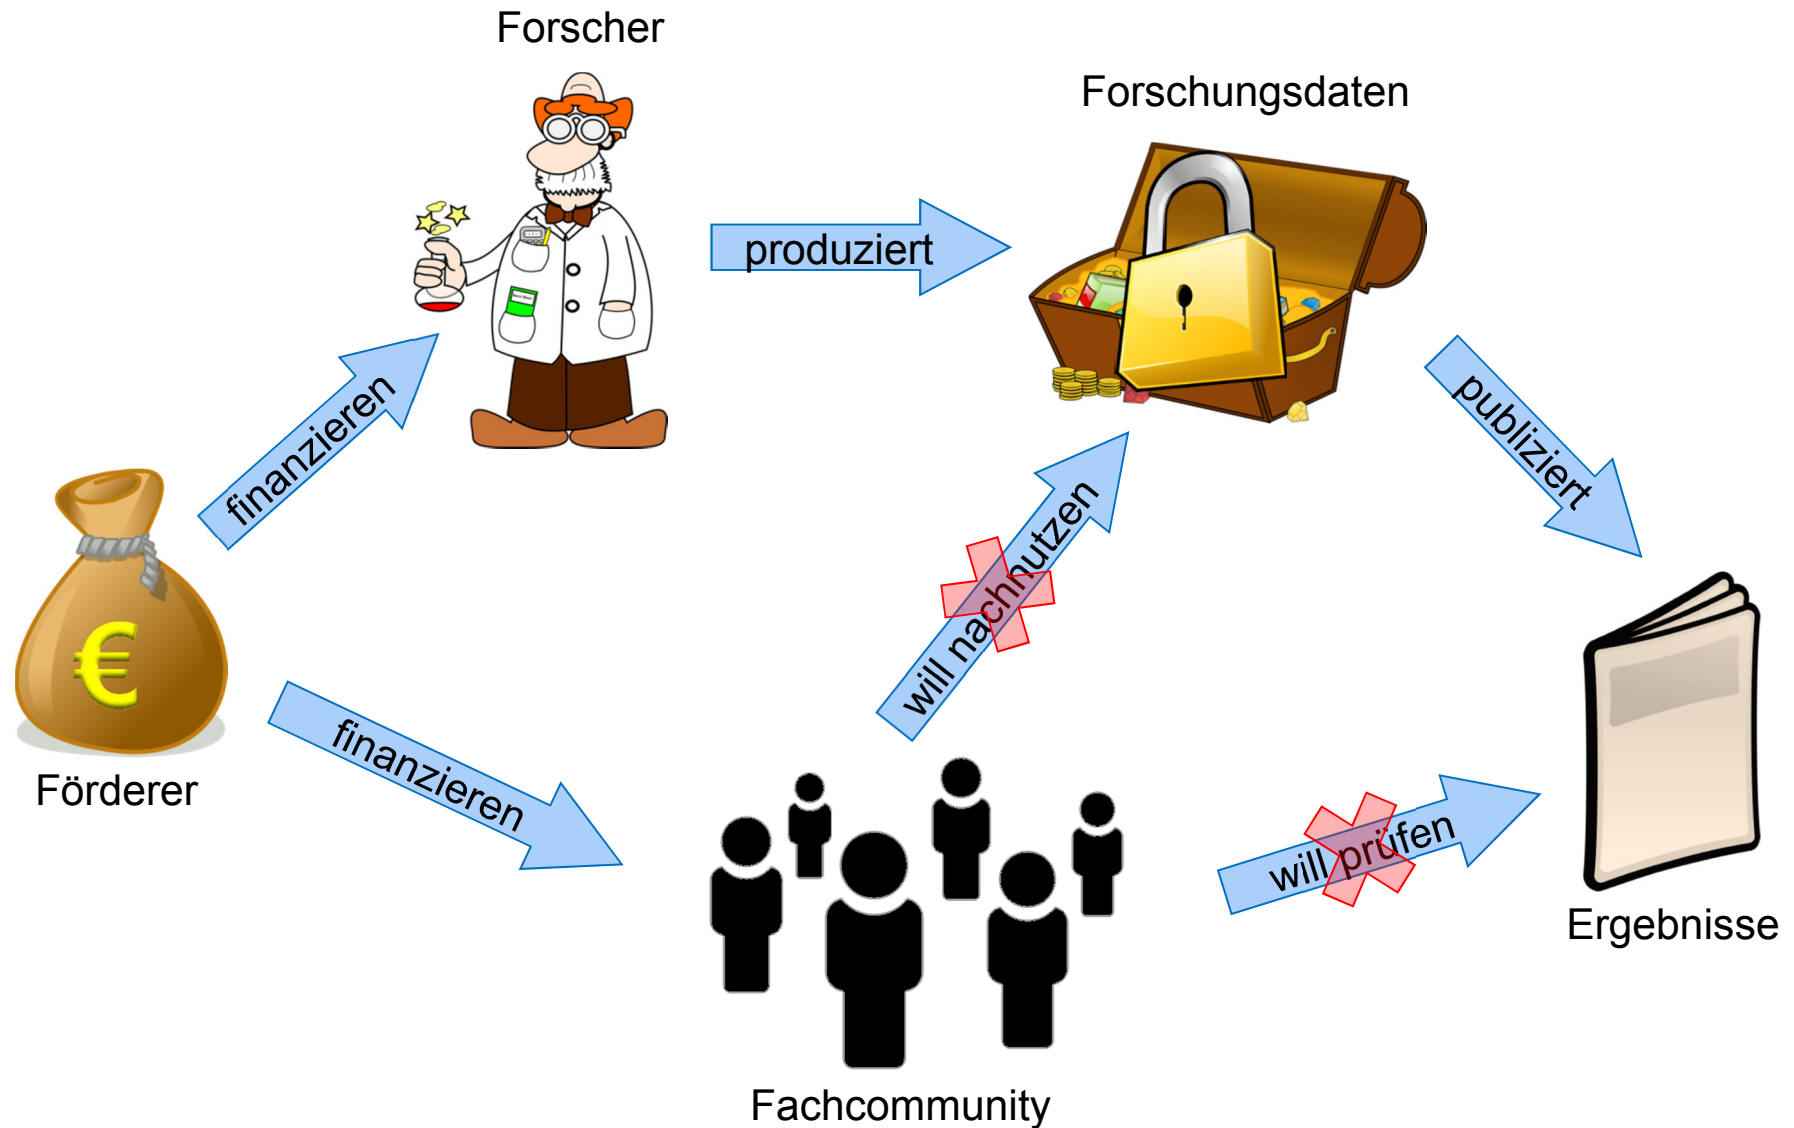 Forscher
Forschungsdaten
produziert
finanzieren
publiziert
will nachnutzen
€
finanzieren
Förderer
will prüfen
Ergebnisse
Fachcommunity